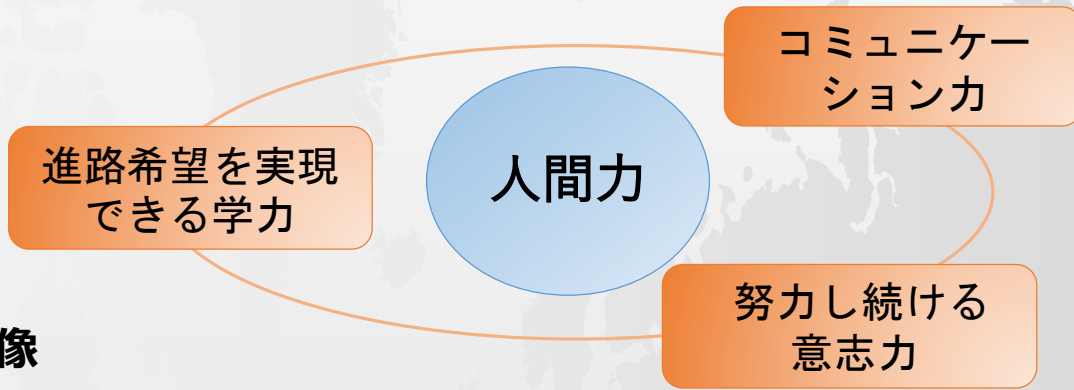 コミュニケー
ション力
進路希望を実現
できる学力
人間力
努力し続ける
意志力
像